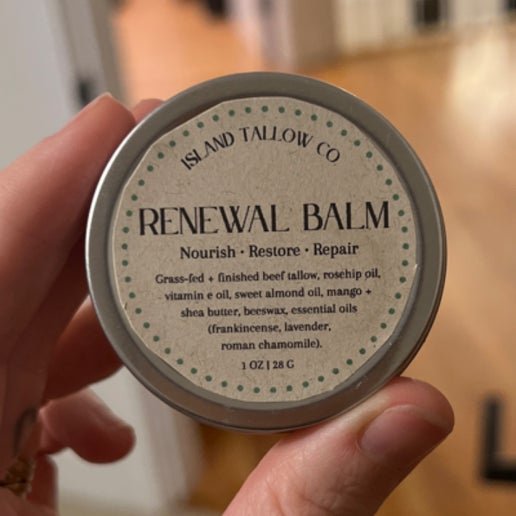 ISLAND TALLOW CO
RENEWAL BALM
Nourish · Restore · Repair
Grass-fed + finished beef tallow, rosehip oil,
vitamin e oil, sweet almond oil, mango +
shea butter, beeswax, essential oils
(frankincense, lavender,
roman chamomile).
1 OZ | 28 G